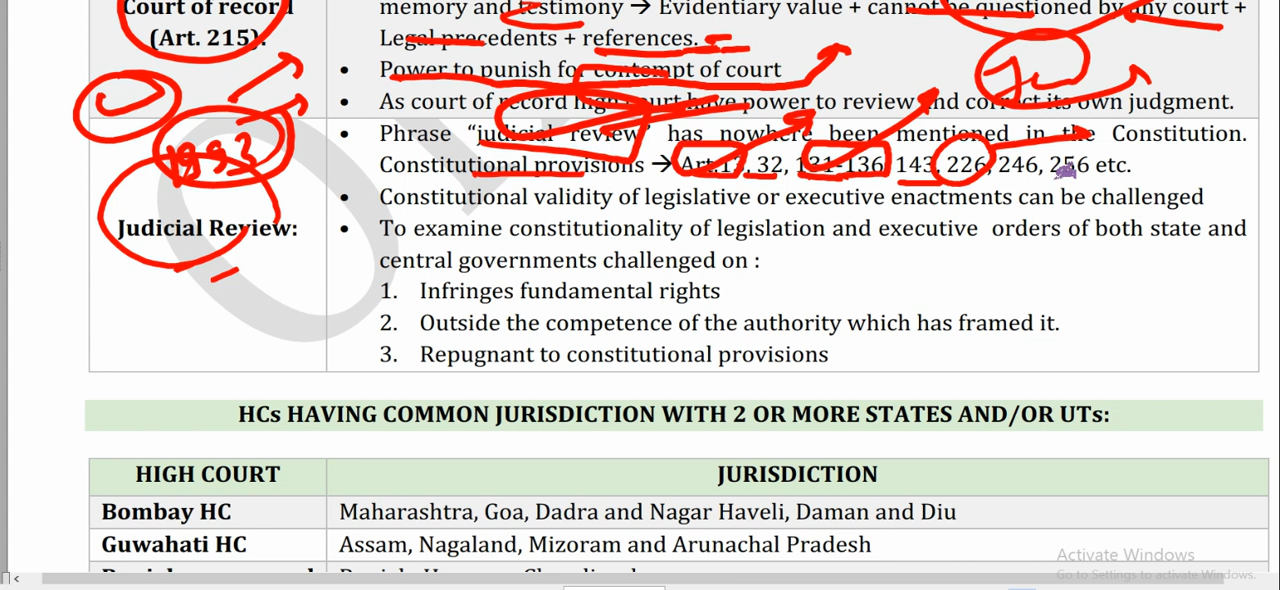 Court of record
memory and testimony → Evidentiary value + cannot be questioned by any court +
(Art. 215):
Legal precedents + references.
• Power to punish for contempt of court
• As court of record high court have power to review and correct its own judgment.
1993
• Phrase “judicial review” has nowhere been mentioned in the Constitution.
Constitutional provisions → Art.13, 32, 131-136, 143, 226, 246, 256 etc.
• Constitutional validity of legislative or executive enactments can be challenged
Judicial Review:
• To examine constitutionality of legislation and executive orders of both state and
central governments challenged on :
1. Infringes fundamental rights
2. Outside the competence of the authority which has framed it.
3. Repugnant to constitutional provisions
HCs HAVING COMMON JURISDICTION WITH 2 OR MORE STATES AND/OR UTs:
HIGH COURT JURISDICTION
Bombay HC Maharashtra, Goa, Dadra and Nagar Haveli, Daman and Diu
Guwahati HC Assam, Nagaland, Mizoram and Arunachal Pradesh
Activate Windows
Go to Settings to activate Windows.